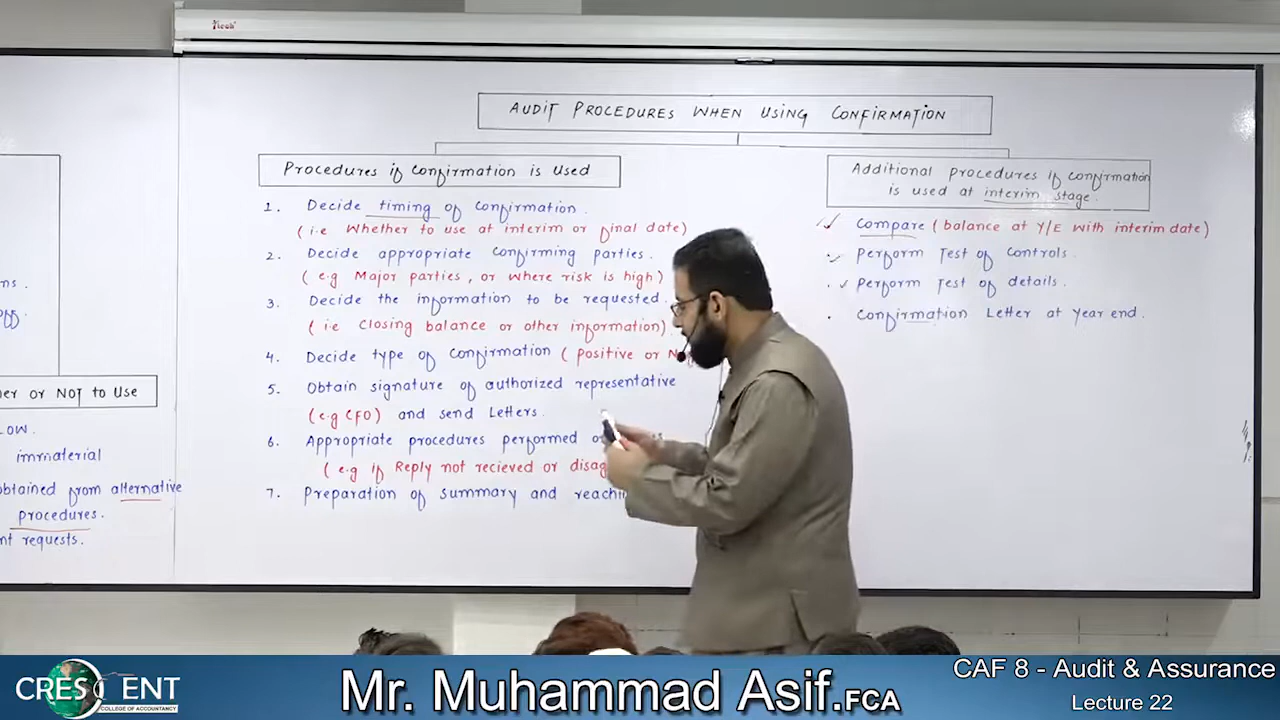 AUDIT PROCEDURES WHEN USING CONFIRMATION
Procedures if confirmation is used
1. Decide timing of confirmation.
(i.e Whether to use at interim or final date)
2. Decide appropriate confirming parties.
(e.g Major parties, or where risk is high)
3. Decide the information to be requested.
(ie Closing balance or other information)
4. Decide type of confirmation (positive or
5. Obtain signature of authorized representative
(e.g CFO) and send Letters.
6. Appropriate procedures performed
(e.g if Reply not recieved or
7. Preparation of summary and
Additional procedures if confirmation
is used at interim stage.
Compare (balance at Y/E with interim date)
Perform Test of Controls.
Perform Test of details.
Confirmation Letter at Year end.
or NOT to Use
LOW.
immaterial
obtained from alternative
procedures.
requests.
CRESCENT
COLLEGE OF ACCOUNTANCY
Mr. Muhammad Asif.FCA
CAF 8 - Audit & Assurance
Lecture 22